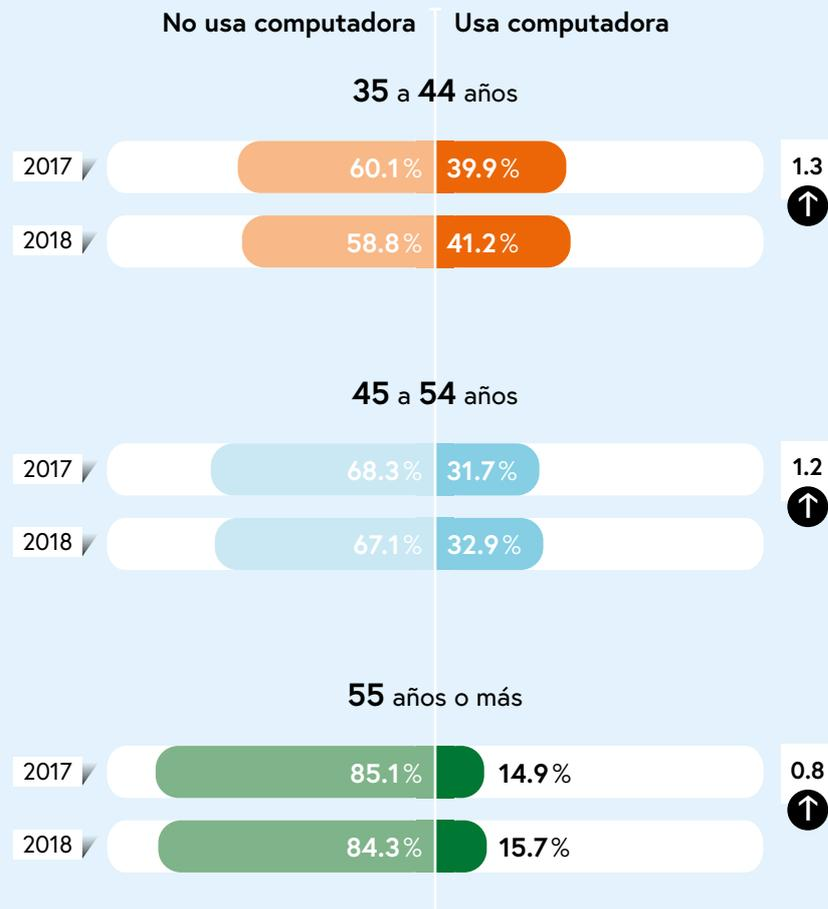 No usa computadora Usa computadora
35 a 44 años
2017 60.1% 39.9% 1.3
2018 58.8% 41.2%
45 a 54 años
2017 68.3% 31.7% 1.2
2018 67.1% 32.9%
55 años o más
2017 85.1% 14.9% 0.8
2018 84.3% 15.7%